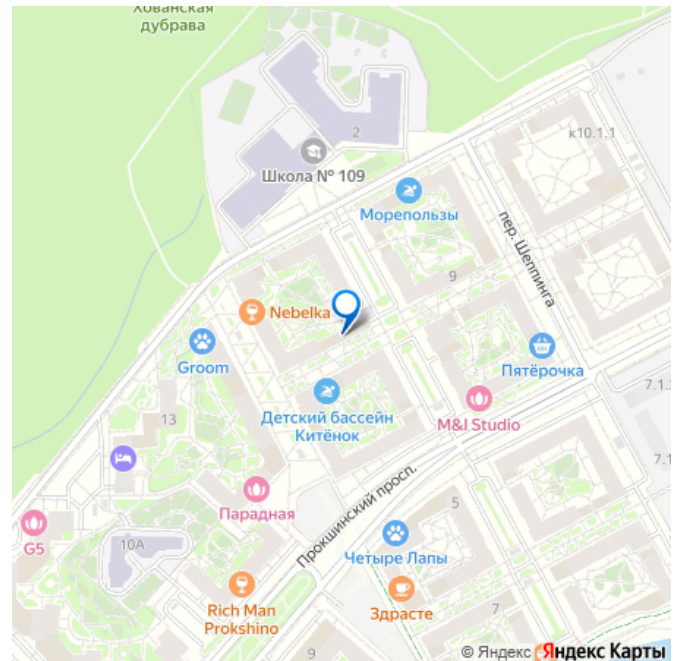 Хованская
дубрава
2
к10.1.1
Школа № 109
Морепользы
пер. Шеппинга
9
Nebelka
Groom
Пятёрочка
7.1.
Детский бассейн
Китёнок
M&I Studio
13
Парадная
Прокшинский просп.
7.1
5
G5
10А
Четыре Лапы
Rich Man
Prokshino
Здрасте
7
9
© Яндекс
Яндекс Карты